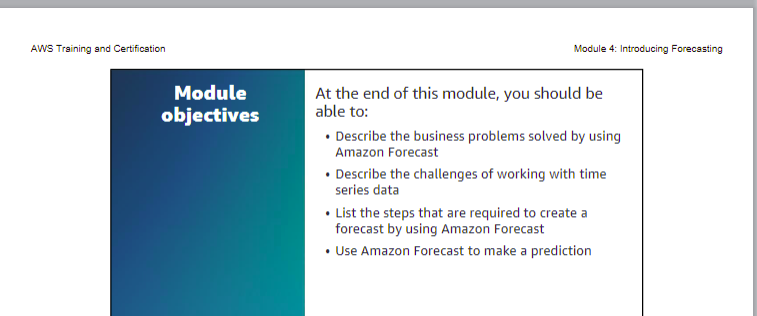 AWS Training and Certification
Module 4: Introducing Forecasting
Module
objectives
At the end of this module, you should be
able to:
• Describe the business problems solved by using
Amazon Forecast
• Describe the challenges of working with time
series data
• List the steps that are required to create a
forecast by using Amazon Forecast
• Use Amazon Forecast to make a prediction